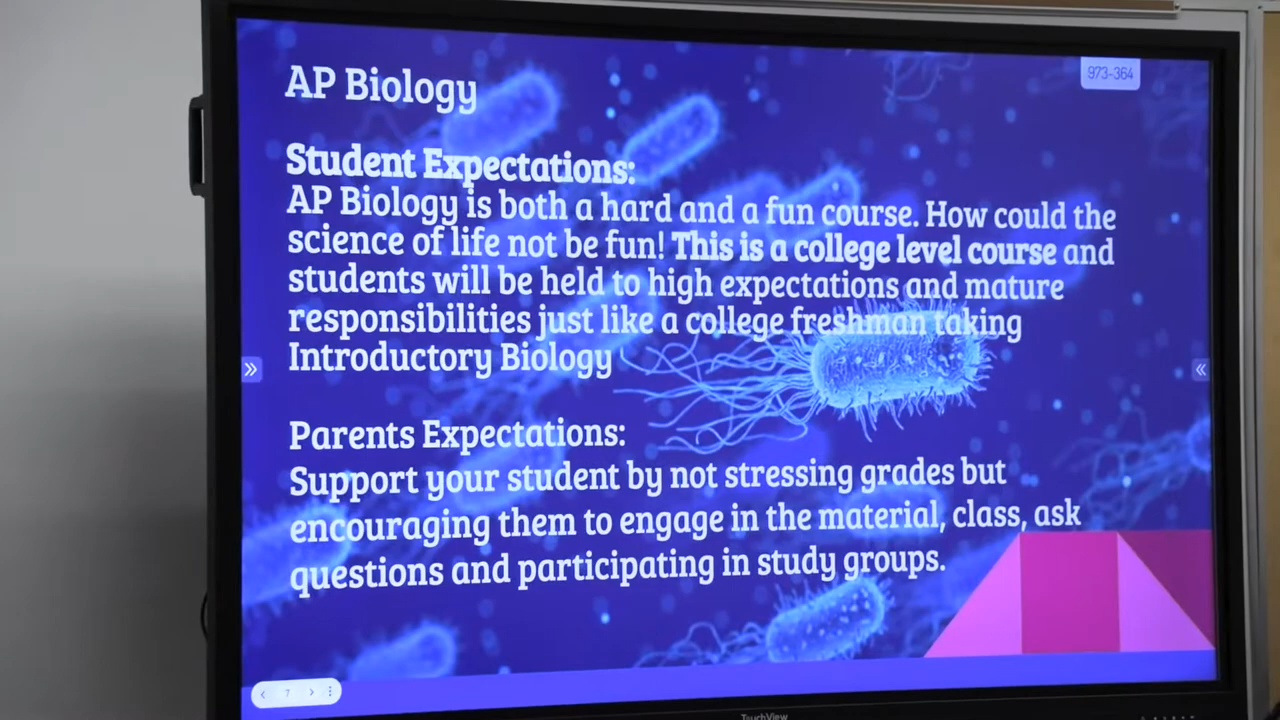 AP Biology
973-364
Student Expectations:
AP Biology is both a hard and a fun course. How could the
science of life not be fun! This is a college level course and
students will be held to high expectations and mature
responsibilities just like a college freshman taking
Introductory Biology
Parents Expectations:
Support your student by not stressing grades but
encouraging them to engage in the material, class, ask
questions and participating in study groups.
7
TouchView